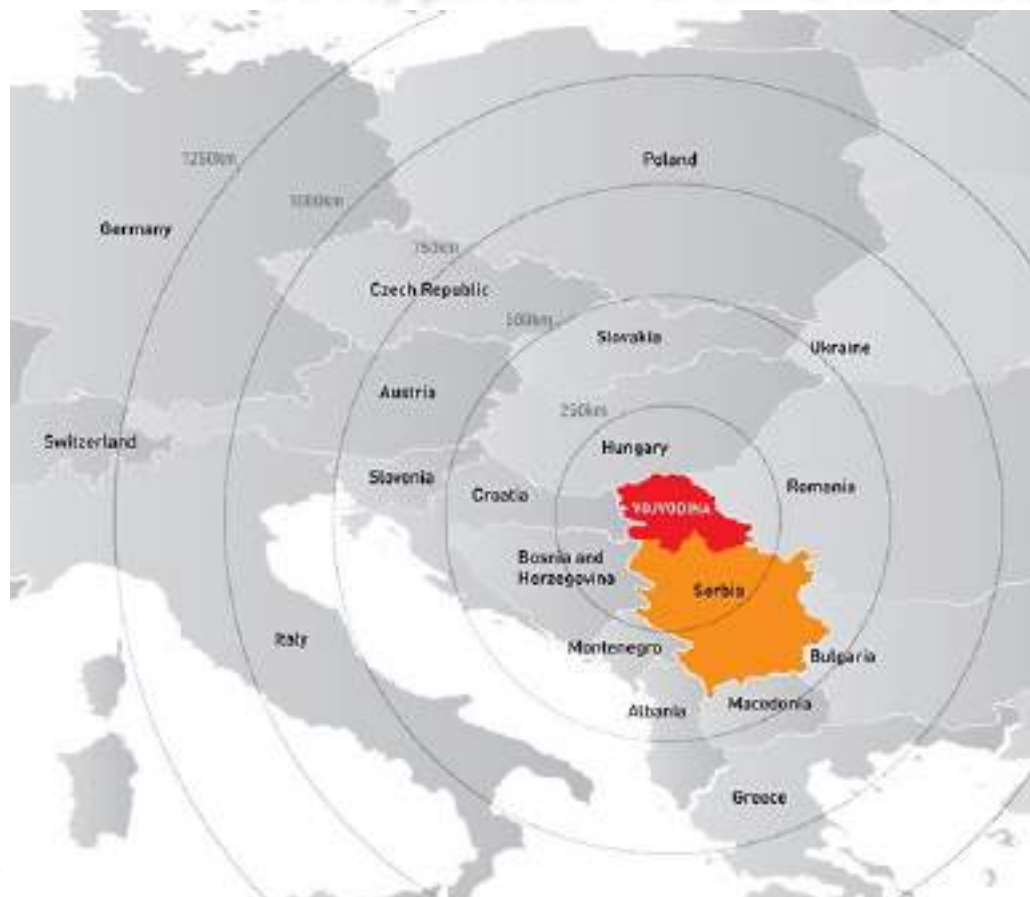 1250km
Poland
1000km
Germany
750km
Czech Republic
500km
Slovakia
Ukraine
Austria
250km
Switzerland
Hungary
Slovenia
Croatia
Romania
VOJVODINA
Bosnia and
Herzegovina
Serbia
Italy
Montenegro
Bulgaria
Albania
Macedonia
Greece